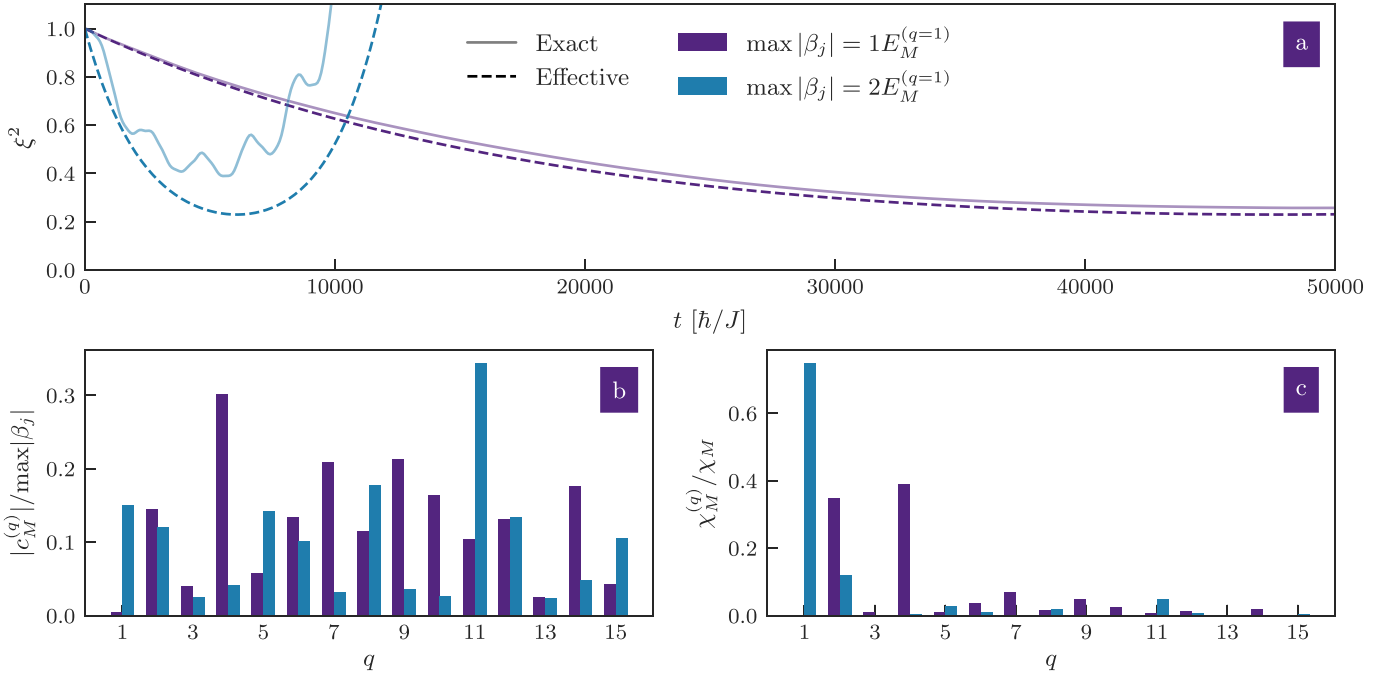 1.0
0.8
0.6
0.4
0.2
0.0
ξ²
Exact
Effective
max |β_j| = 1E_M^{(q=1)}
max |β_j| = 2E_M^{(q=1)}
a
0 10000 20000 30000 40000 50000
t [ħ/J]
0.3
0.2
0.1
0.0
|c_M^{(q)}|/max|β_j|
b
1 3 5 7 9 11 13 15
q
0.6
0.4
0.2
0.0
χ_M^{(q)}/χ_M
c
1 3 5 7 9 11 13 15
q